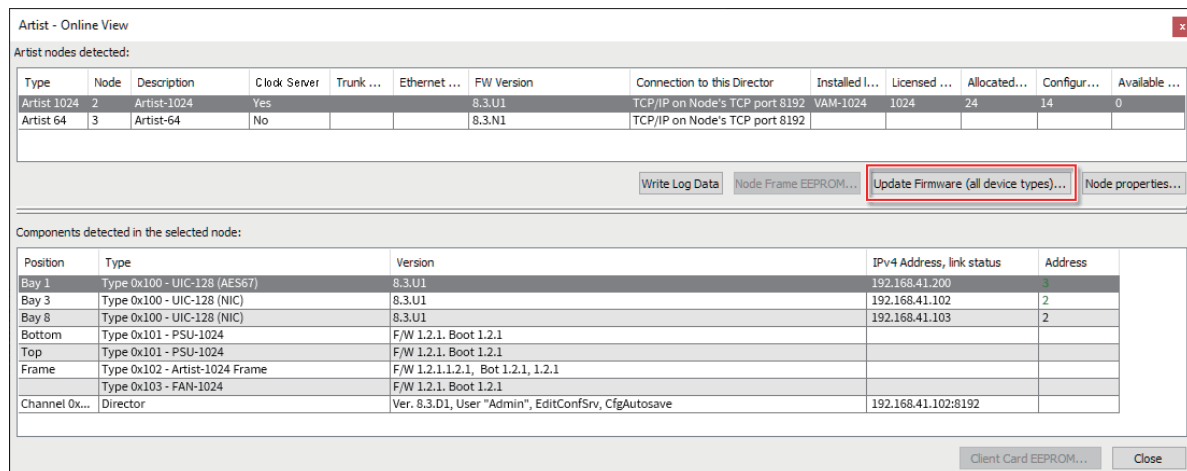 Artist - Online View
x
Artist nodes detected:
Type Node Description Clock Server Trunk ... Ethernet ... FW Version Connection to this Director Installed l... Licensed ... Allocated... Configur... Available ...
Artist 1024 2 Artist-1024 Yes 8.3.U1 TCP/IP on Node's TCP port 8192 VAM-1024 1024 24 14 0
Artist 64 3 Artist-64 No 8.3.N1 TCP/IP on Node's TCP port 8192
Write Log Data Node Frame EEPROM... Update Firmware (all device types)... Node properties...
Components detected in the selected node:
Position Type Version IPv4 Address, link status Address
Bay 1 Type 0x100 - UIC-128 (AES67) 8.3.U1 192.168.41.200 3
Bay 3 Type 0x100 - UIC-128 (NIC) 8.3.U1 192.168.41.102 2
Bay 8 Type 0x100 - UIC-128 (NIC) 8.3.U1 192.168.41.103 2
Bottom Type 0x101 - PSU-1024 F/W 1.2.1. Boot 1.2.1
Top Type 0x101 - PSU-1024 F/W 1.2.1. Boot 1.2.1
Frame Type 0x102 - Artist-1024 Frame F/W 1.2.1.1.2.1, Bot 1.2.1, 1.2.1
Type 0x103 - FAN-1024 F/W 1.2.1. Boot 1.2.1
Channel 0x... Director Ver. 8.3.D1, User "Admin", EditConfSrv, CfgAutosave 192.168.41.102:8192
Client Card EEPROM... Close